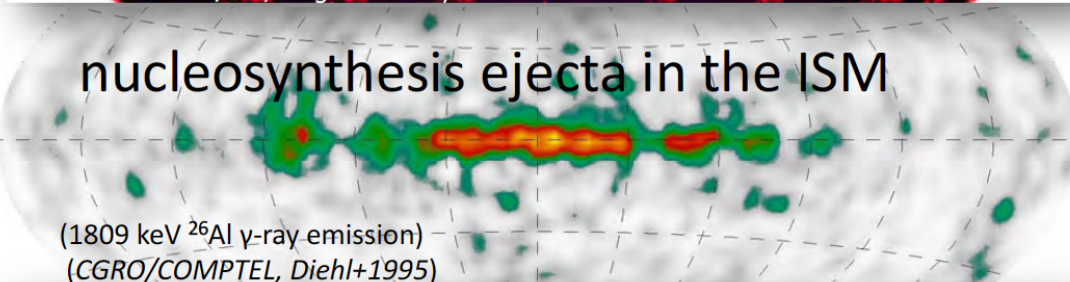 nucleosynthesis ejecta in the ISM
(1809 keV ²⁶Al γ-ray emission)
(CGRO/COMPTEL, Diehl+1995)